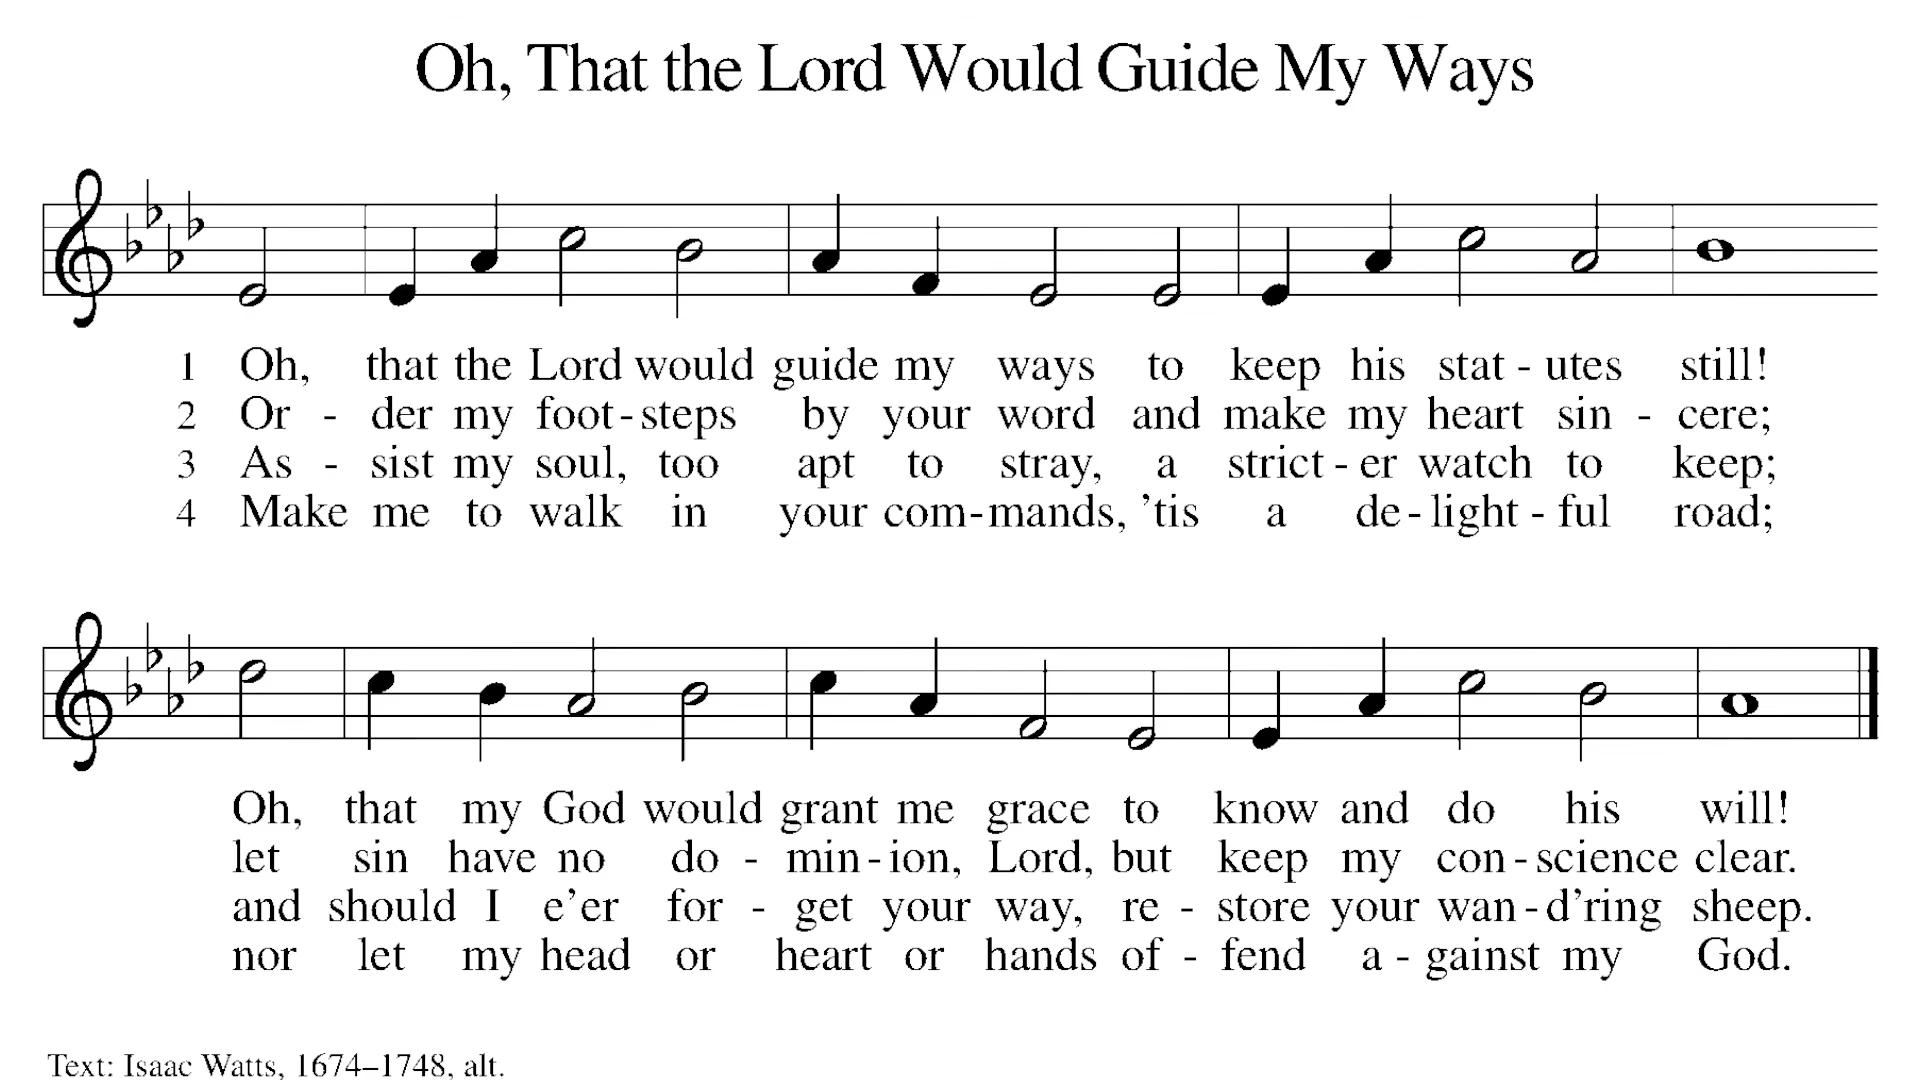 Oh, That the Lord Would Guide My Ways
1 Oh, that the Lord would guide my ways to keep his stat - utes still!
2 Or - der my foot - steps by your word and make my heart sin - cere;
3 As - sist my soul, too apt to stray, a strict - er watch to keep;
4 Make me to walk in your com - mands, ’tis a de - light - ful road;
Oh, that my God would grant me grace to know and do his will!
let sin have no do - min - ion, Lord, but keep my con - science clear.
and should I e’er for - get your way, re - store your wan - d’ring sheep.
nor let my head or heart or hands of - fend a - gainst my God.
Text: Isaac Watts, 1674–1748, alt.